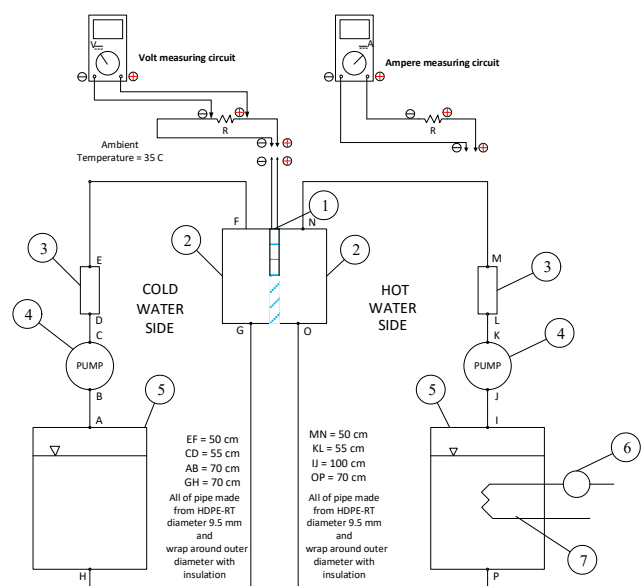 V
Volt measuring circuit
A
Ampere measuring circuit
R
R
Ambient
Temperature = 35 C
1
F
N
2
2
E
M
3
3
COLD
WATER
SIDE
HOT
WATER
SIDE
D
L
C
K
4
4
G
O
PUMP
PUMP
B
J
5
5
A
I
EF = 50 cm
CD = 55 cm
AB = 70 cm
GH = 70 cm
All of pipe made
from HDPE-RT
diameter 9.5 mm
and
wrap around outer
diameter with
insulation
MN = 50 cm
KL = 55 cm
IJ = 100 cm
OP = 70 cm
All of pipe made
from HDPE-RT
diameter 9.5 mm
and
wrap around outer
diameter with
insulation
6
7
H
P